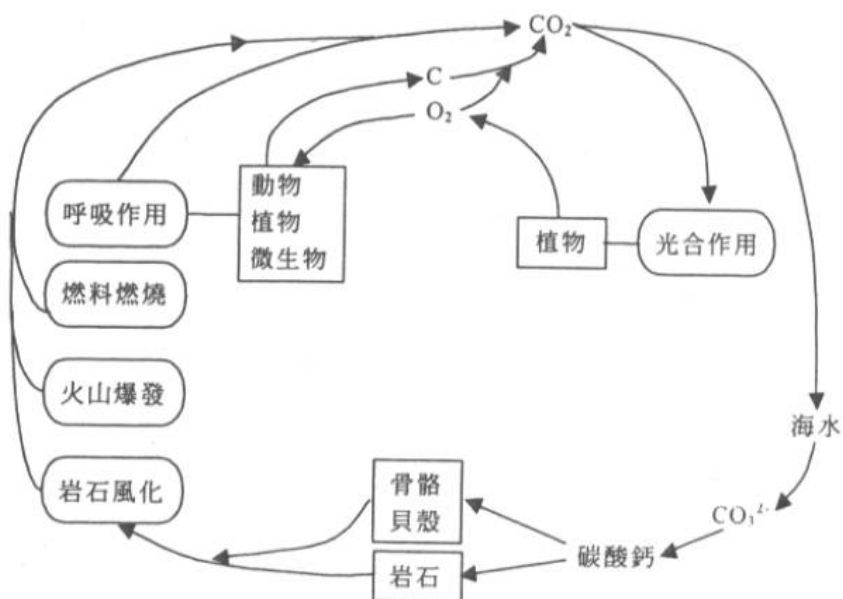 CO₂
C
O₂
呼吸作用
動物
植物
微生物
植物
光合作用
燃料燃燒
火山爆發
海水
岩石風化
骨骼
貝殼
CO₃²⁻
碳酸鈣
岩石